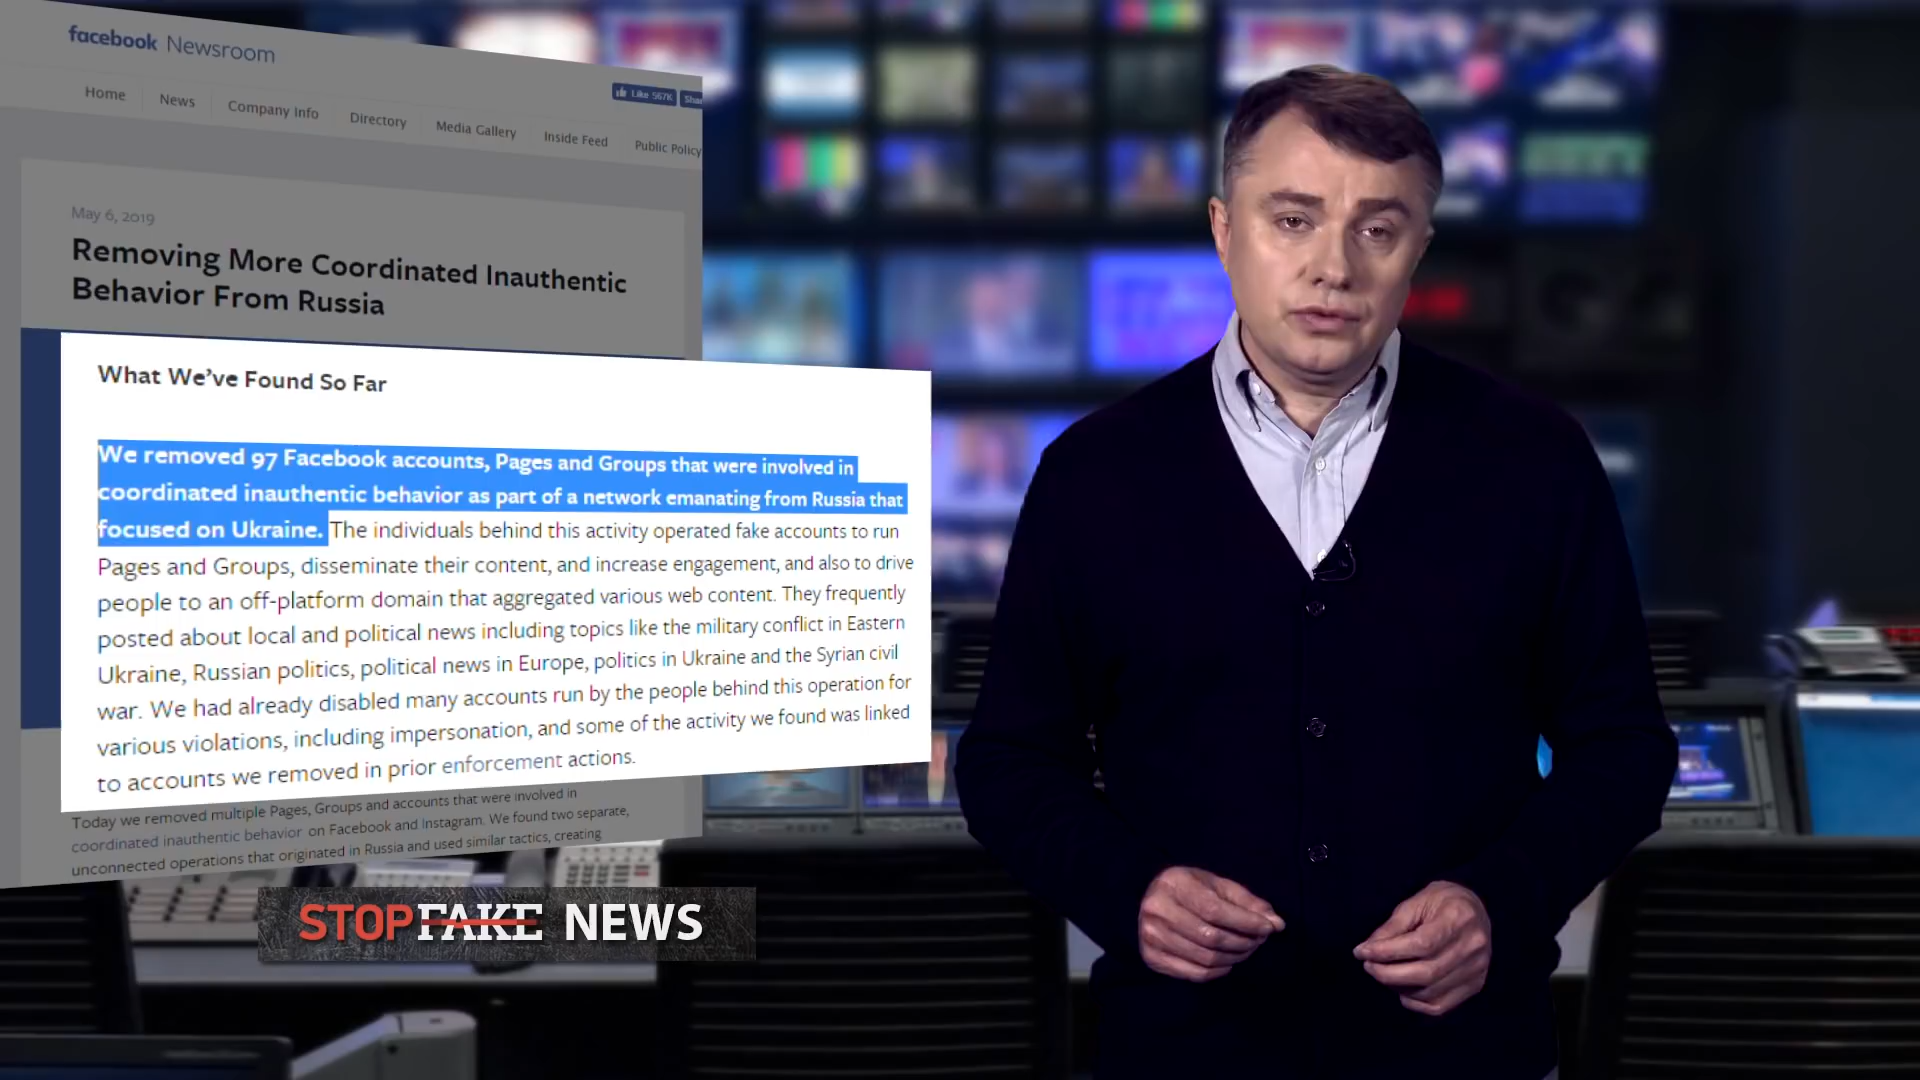 facebook Newsroom
Like 567K
Home News Company Info Directory Media Gallery Inside Feed Public Policy
May 6, 2019
Removing More Coordinated Inauthentic
Behavior From Russia
What We've Found So Far
We removed 97 Facebook accounts, Pages and Groups that were involved in
coordinated inauthentic behavior as part of a network emanating from Russia that
focused on Ukraine. The individuals behind this activity operated fake accounts to run
Pages and Groups, disseminate their content, and increase engagement, and also to drive
people to an off-platform domain that aggregated various web content. They frequently
posted about local and political news including topics like the military conflict in Eastern
Ukraine, Russian politics, political news in Europe, politics in Ukraine and the Syrian civil
war. We had already disabled many accounts run by the people behind this operation for
various violations, including impersonation, and some of the activity we found was linked
to accounts we removed in prior enforcement actions.
Today we removed multiple Pages, Groups and accounts that were involved in
coordinated inauthentic behavior on Facebook and Instagram. We found two separate,
unconnected operations that originated in Russia and used similar tactics, creating
STOPFAKE NEWS